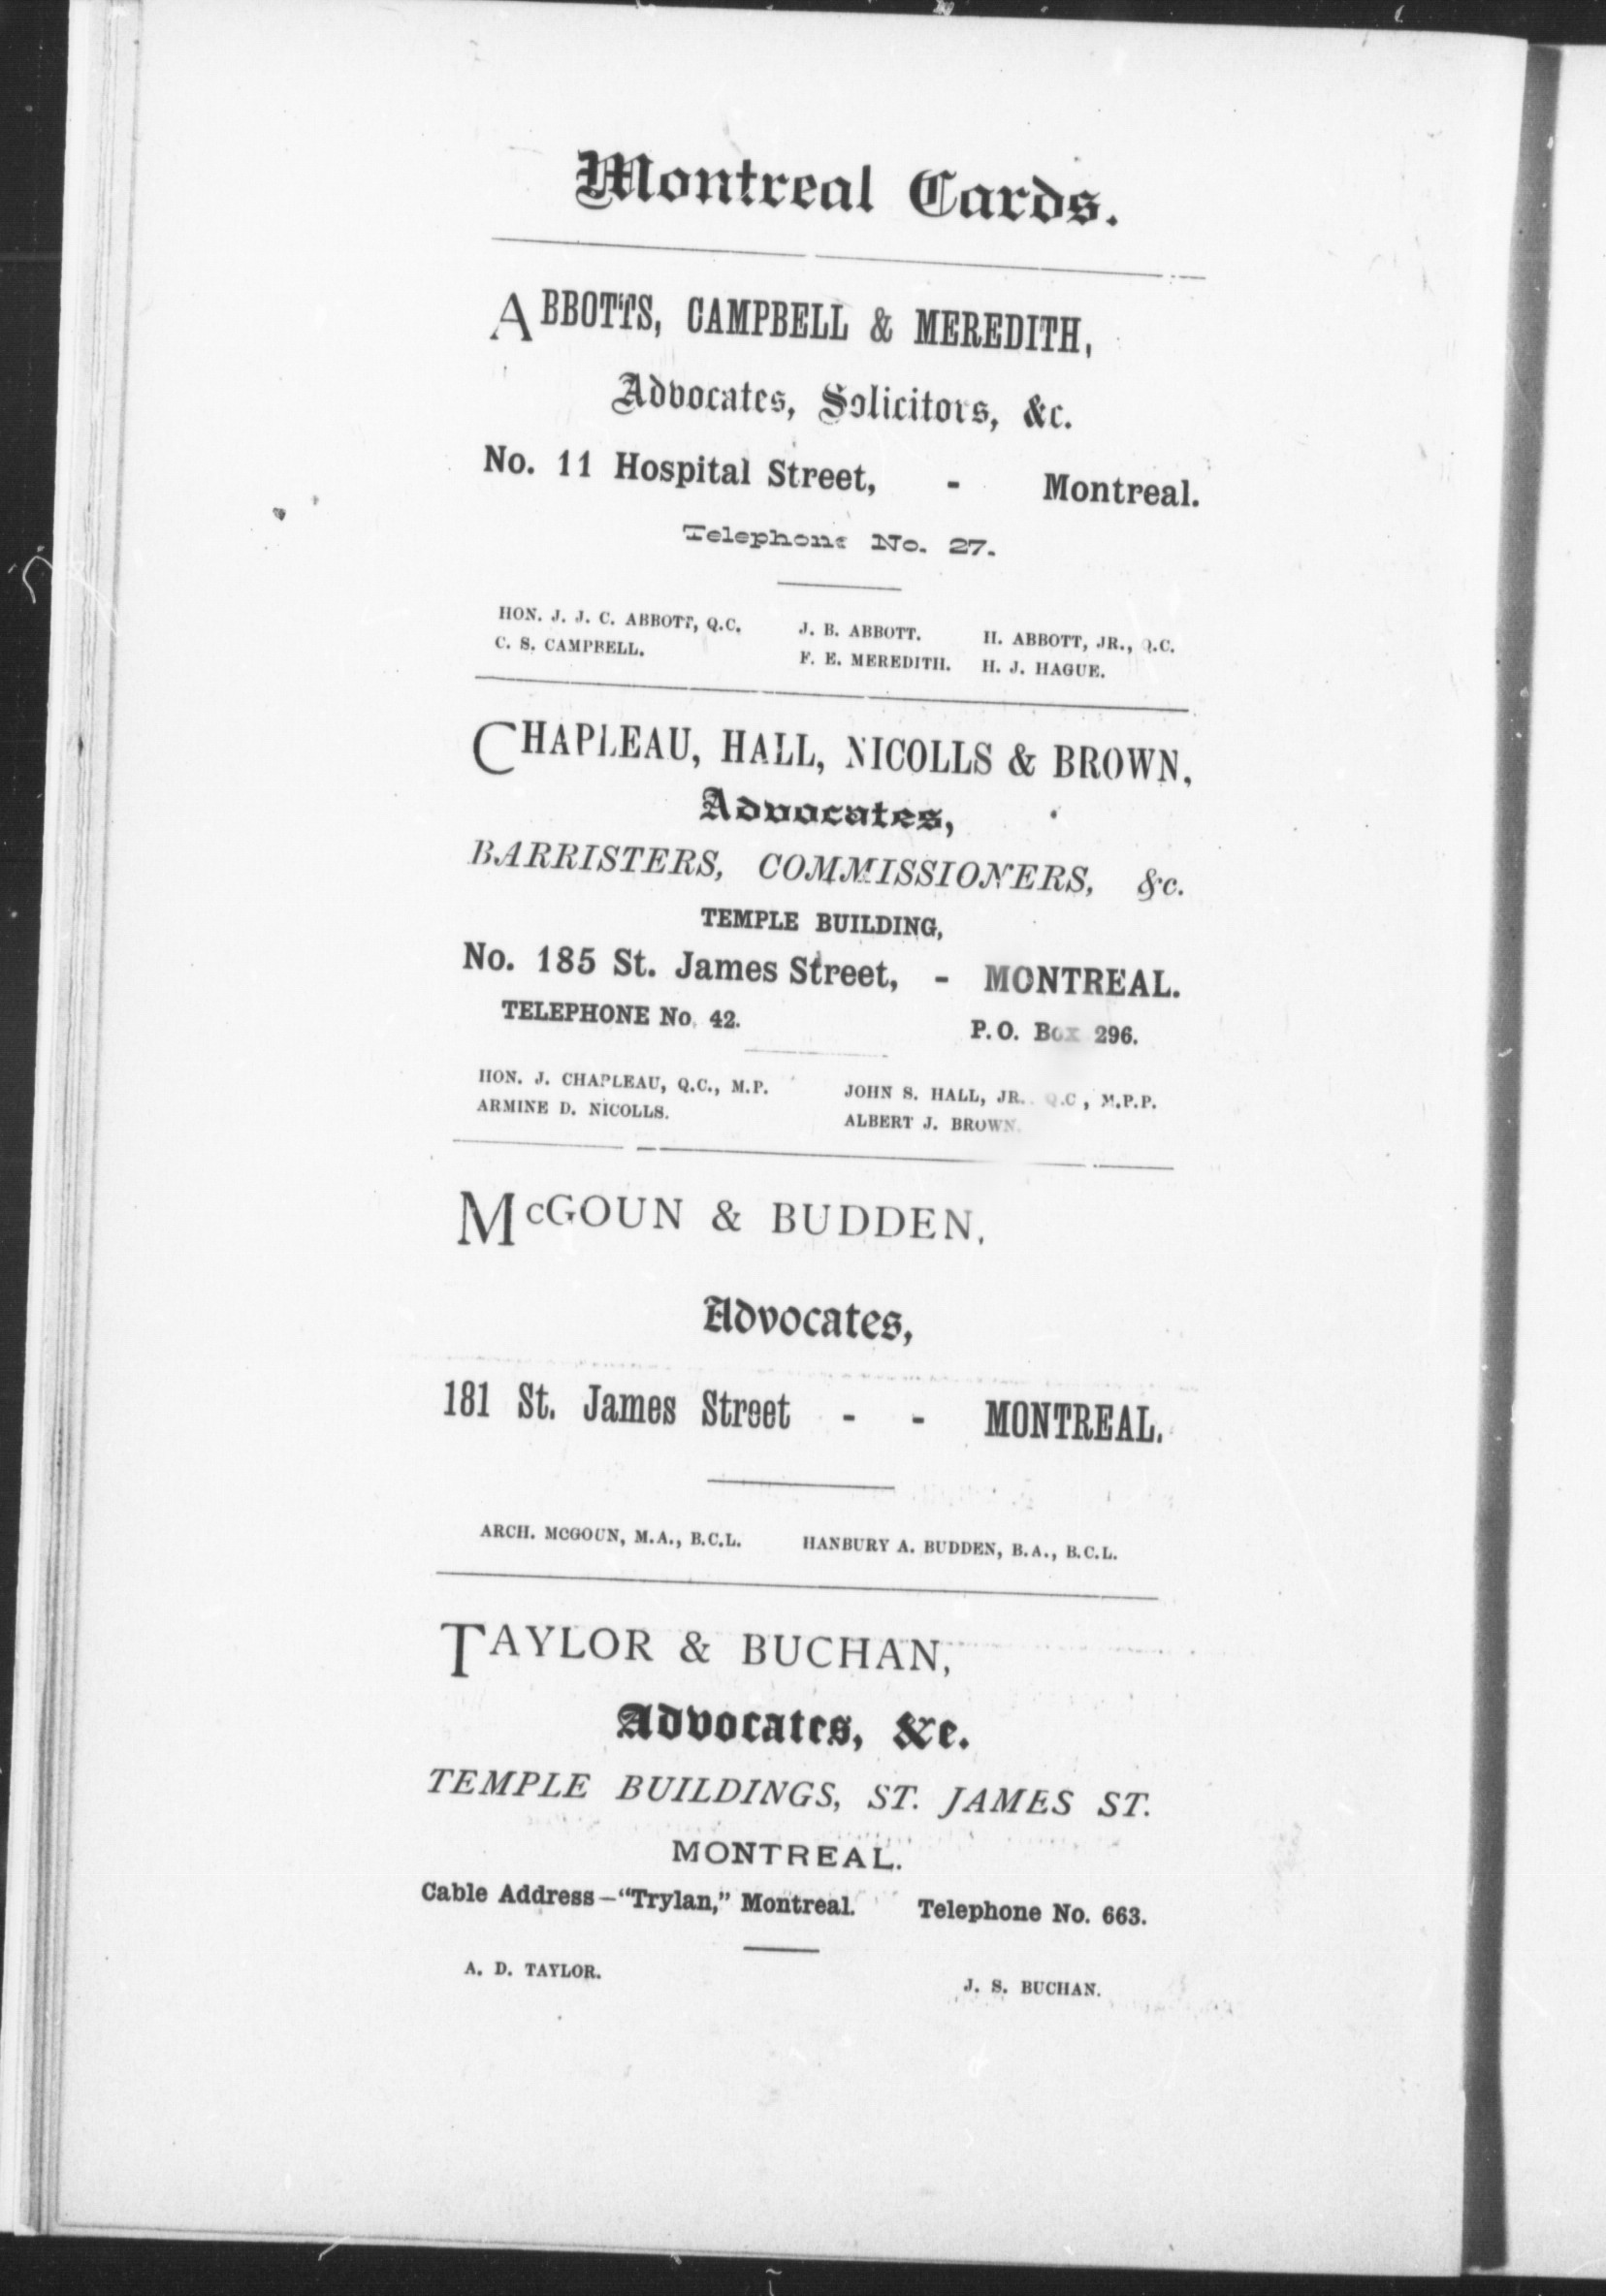 Montreal Cards.
ABBOTTS, CAMPBELL & MEREDITH,
Advocates, Solicitors, &c.
No. 11 Hospital Street, - Montreal.
Telephone No. 27.
HON. J. J. C. ABBOTT, Q.C. J. B. ABBOTT. H. ABBOTT, JR., Q.C.
C. S. CAMPBELL. F. E. MEREDITH. H. J. HAGUE.
CHAPLEAU, HALL, NICOLLS & BROWN,
Advocates,
BARRISTERS, COMMISSIONERS, &c.
TEMPLE BUILDING,
No. 185 St. James Street, - MONTREAL.
TELEPHONE No. 42. P.O. Box 296.
HON. J. CHAPLEAU, Q.C., M.P. JOHN S. HALL, JR. Q.C., M.P.P.
ARMINE D. NICOLLS. ALBERT J. BROWN.
McGOUN & BUDDEN,
Advocates,
181 St. James Street - - MONTREAL.
ARCH. MCGOUN, M.A., B.C.L. HANBURY A. BUDDEN, B.A., B.C.L.
TAYLOR & BUCHAN,
Advocates, &c.
TEMPLE BUILDINGS, ST. JAMES ST.
MONTREAL.
Cable Address—"Trylan," Montreal. Telephone No. 663.
A. D. TAYLOR. J. S. BUCHAN.